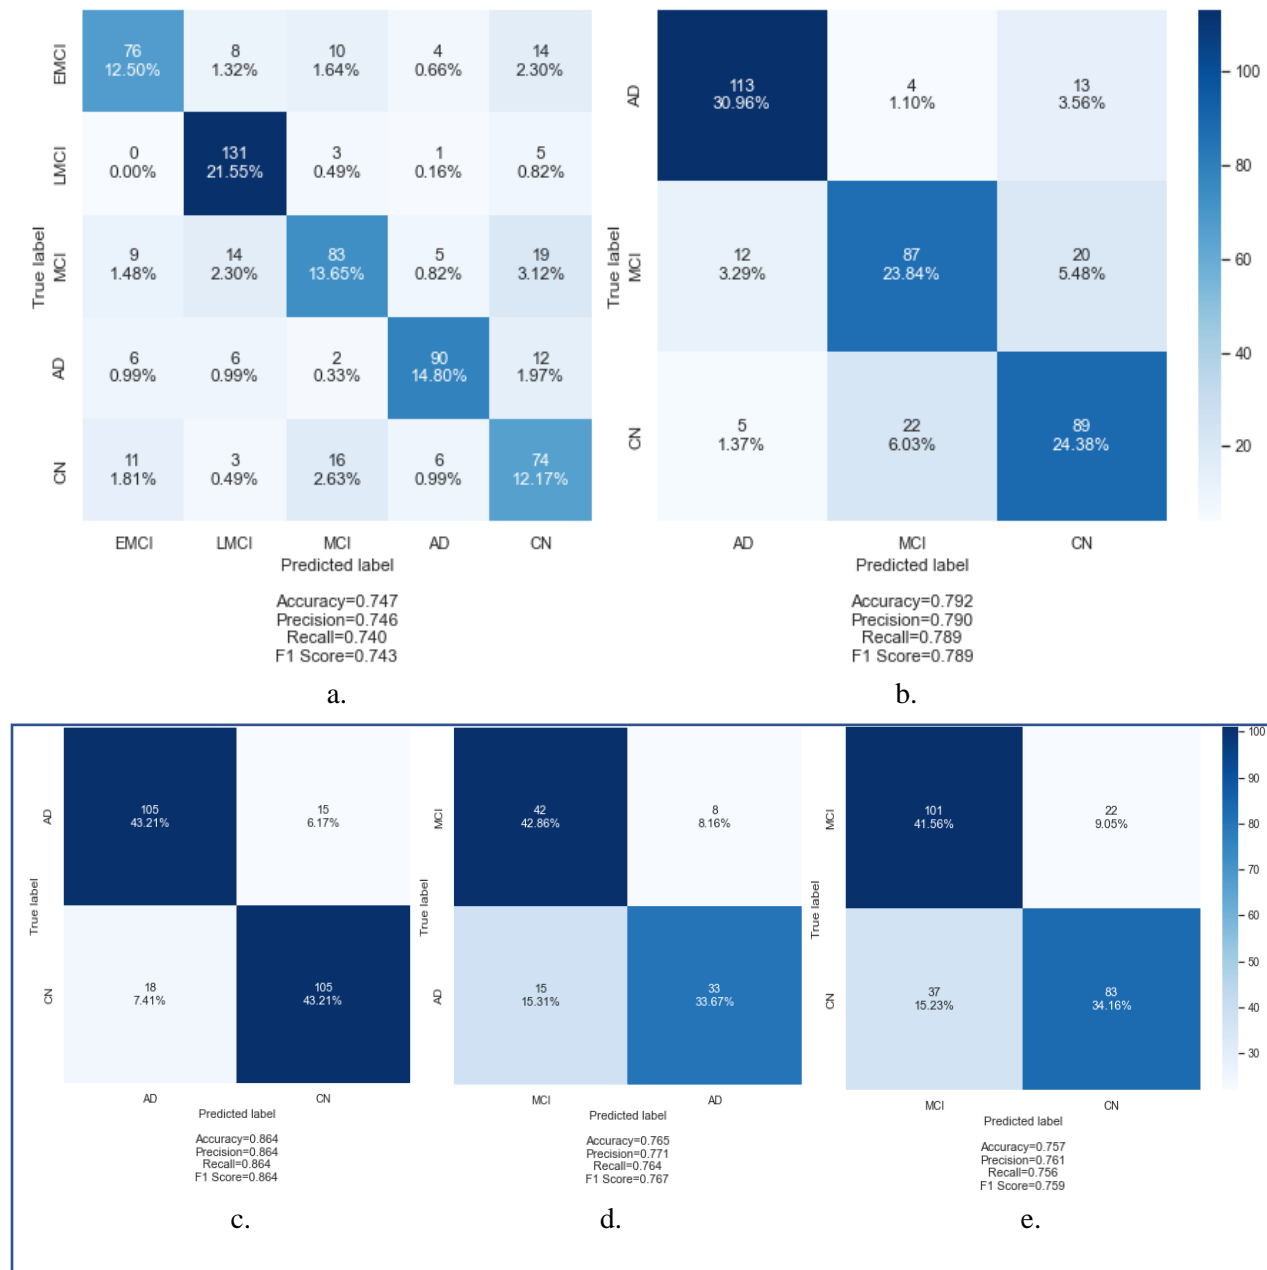 EMCI 76 8 10 4 14
12.50% 1.32% 1.64% 0.66% 2.30%
LMCI 0 131 3 1 5
0.00% 21.55% 0.49% 0.16% 0.82%
True label
MCI 9 14 83 5 19
1.48% 2.30% 13.65% 0.82% 3.12%
AD 6 6 2 90 12
0.99% 0.99% 0.33% 14.80% 1.97%
CN 11 3 16 6 74
1.81% 0.49% 2.63% 0.99% 12.17%
EMCI LMCI MCI AD CN
Predicted label
Accuracy=0.747
Precision=0.746
Recall=0.740
F1 Score=0.743
a.
AD 113 4 13
30.96% 1.10% 3.56%
True label
MCI 12 87 20
3.29% 23.84% 5.48%
CN 5 22 89
1.37% 6.03% 24.38%
AD MCI CN
Predicted label
100
80
60
40
20
Accuracy=0.792
Precision=0.790
Recall=0.789
F1 Score=0.789
b.
AD 105 15
43.21% 6.17%
True label
CN 18 105
7.41% 43.21%
AD CN
Predicted label
Accuracy=0.864
Precision=0.864
Recall=0.864
F1 Score=0.864
c.
MCI 42 8
42.86% 8.16%
True label
AD 15 33
15.31% 33.67%
MCI AD
Predicted label
Accuracy=0.765
Precision=0.771
Recall=0.764
F1 Score=0.767
d.
MCI 101 22
41.56% 9.05%
True label
CN 37 83
15.23% 34.16%
MCI CN
Predicted label
100
90
80
70
60
50
40
30
Accuracy=0.757
Precision=0.761
Recall=0.756
F1 Score=0.759
e.